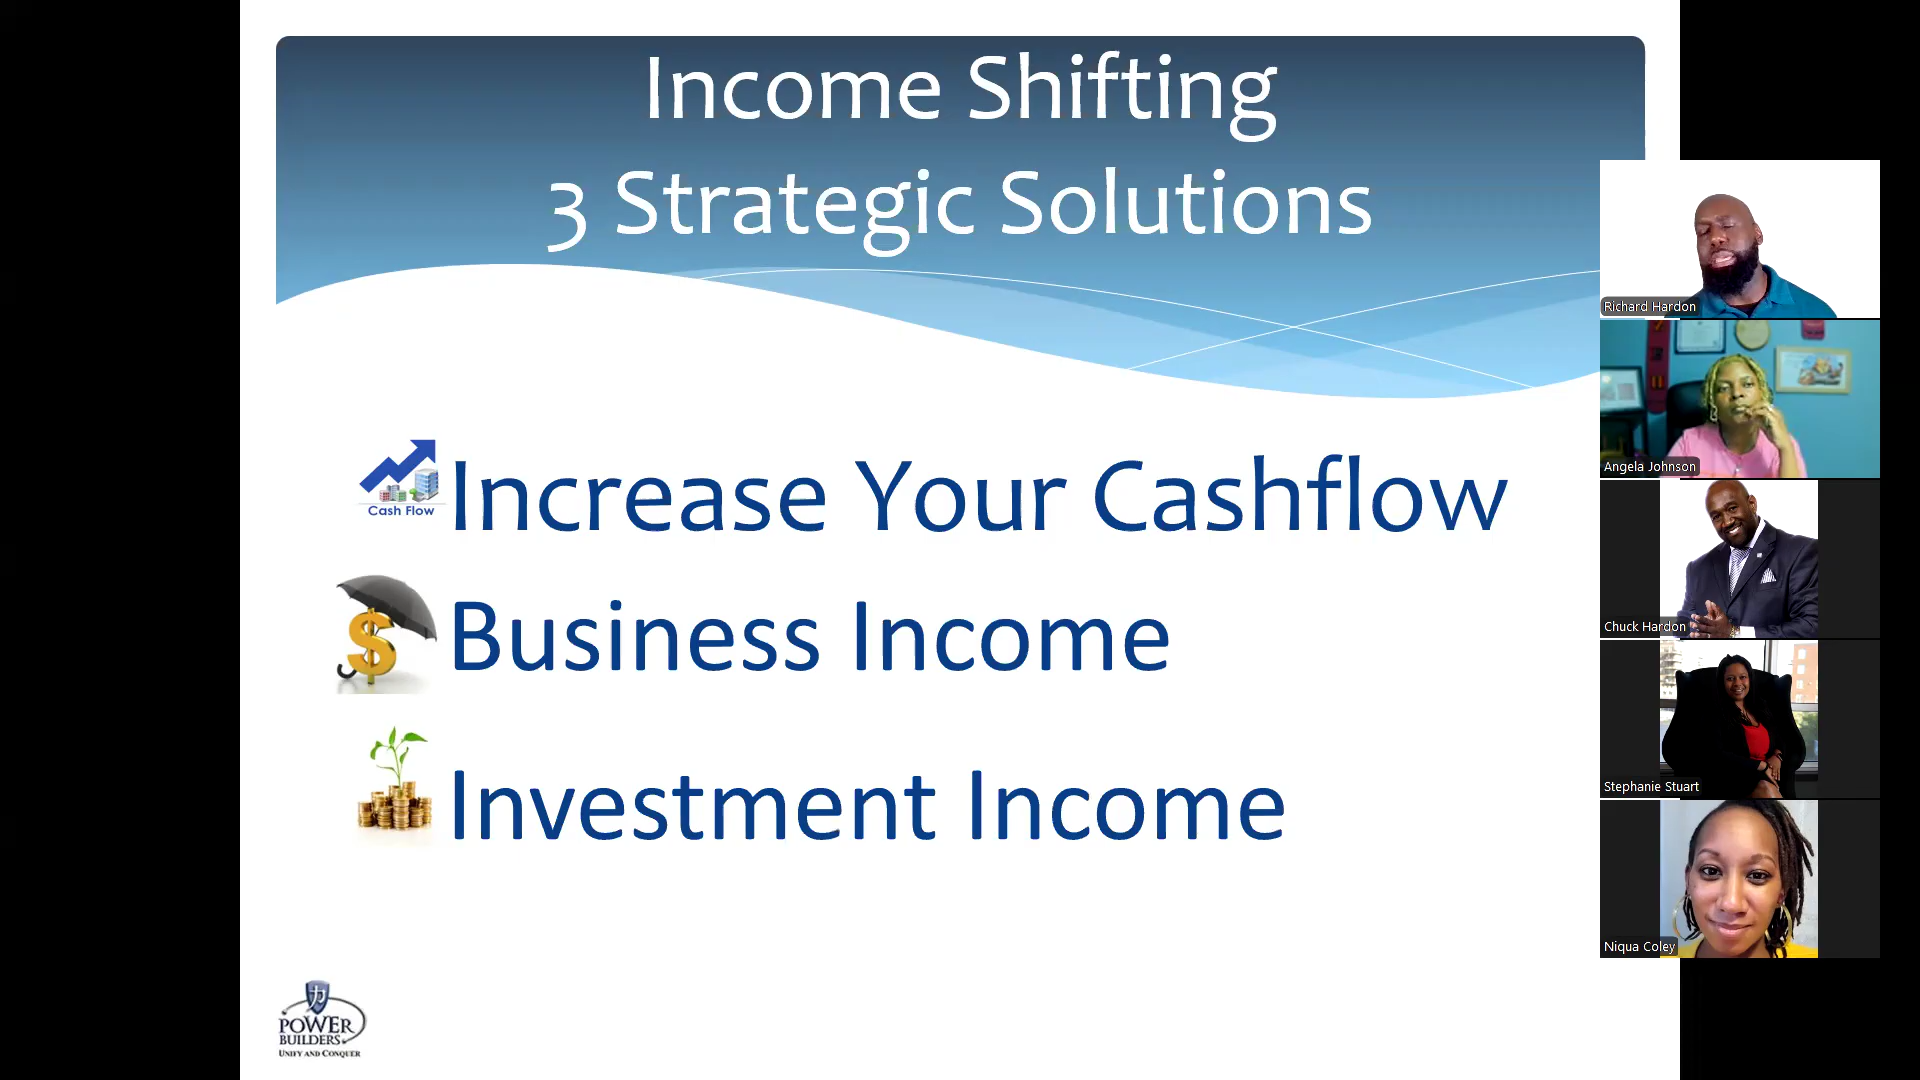 Income Shifting
3 Strategic Solutions
Cash Flow
Increase Your Cashflow
$
Business Income
Investment Income
POWER
BUILDERS
UNIFY AND CONQUER
Richard Hardon
Angela Johnson
Chuck Hardon
Stephanie Stuart
Niqua Coley